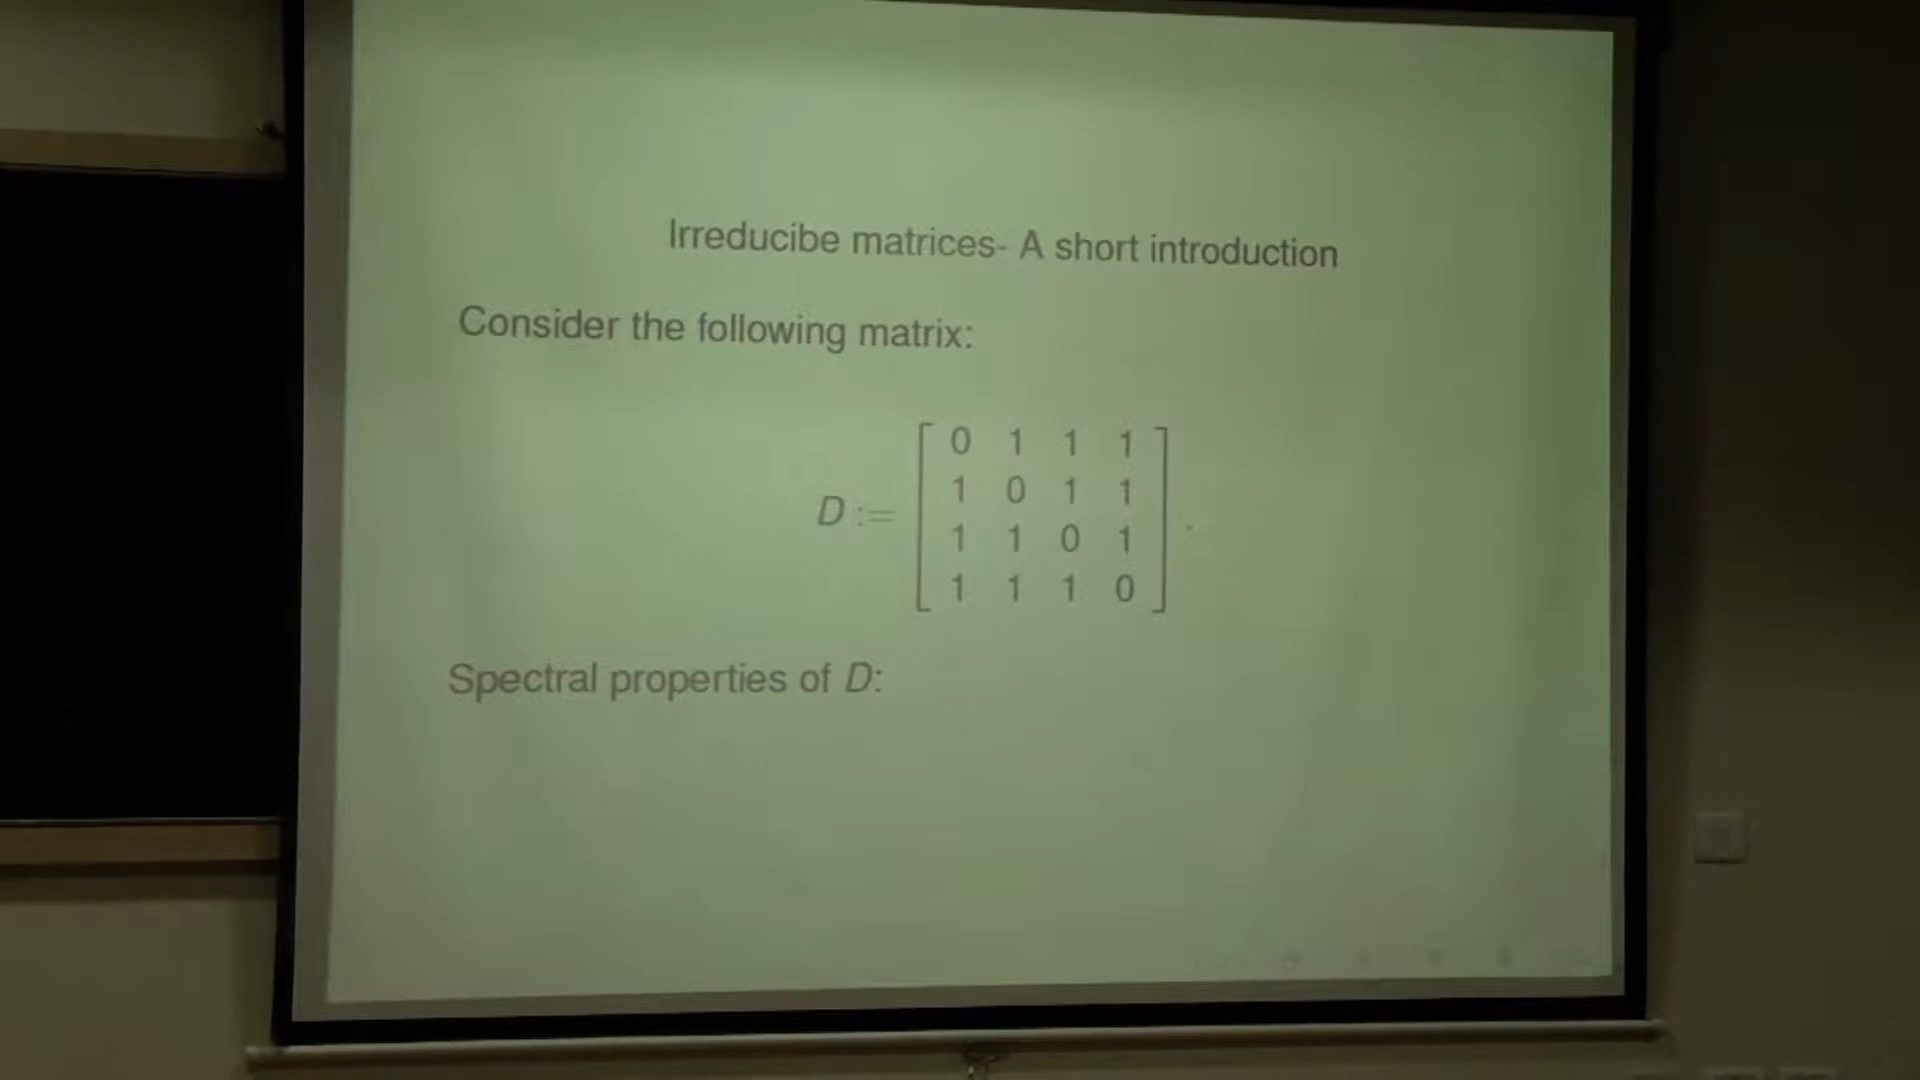 Irreducibe matrices- A short introduction
Consider the following matrix:
0 1 1 1
1 0 1 1
D := 1 1 0 1 .
1 1 1 0
Spectral properties of D: